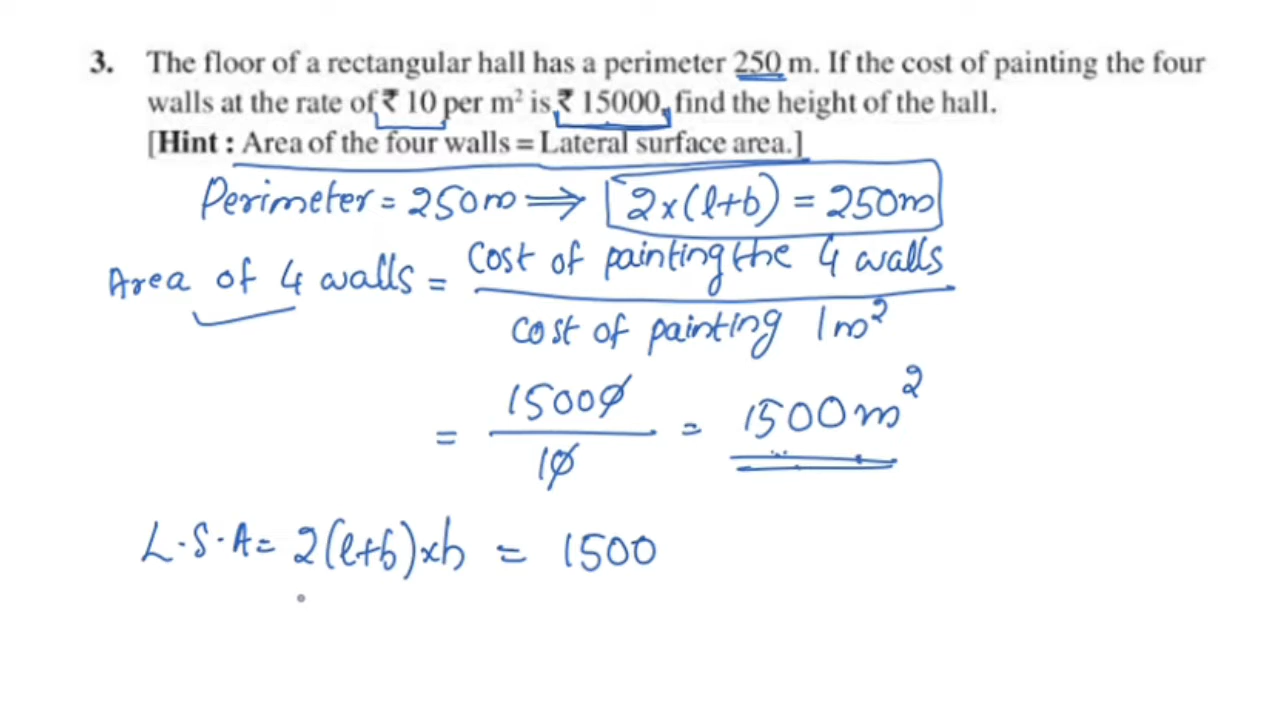 3. The floor of a rectangular hall has a perimeter 250 m. If the cost of painting the four
walls at the rate of ₹ 10 per m² is ₹ 15000, find the height of the hall.
[Hint : Area of the four walls = Lateral surface area.]
Perimeter = 250m ⟹ 2×(l+b) = 250m
Area of 4 walls = Cost of painting the 4 walls
Cost of painting 1m²
= 15000 / 10 = 1500m²
L.S.A = 2(l+b)×h = 1500